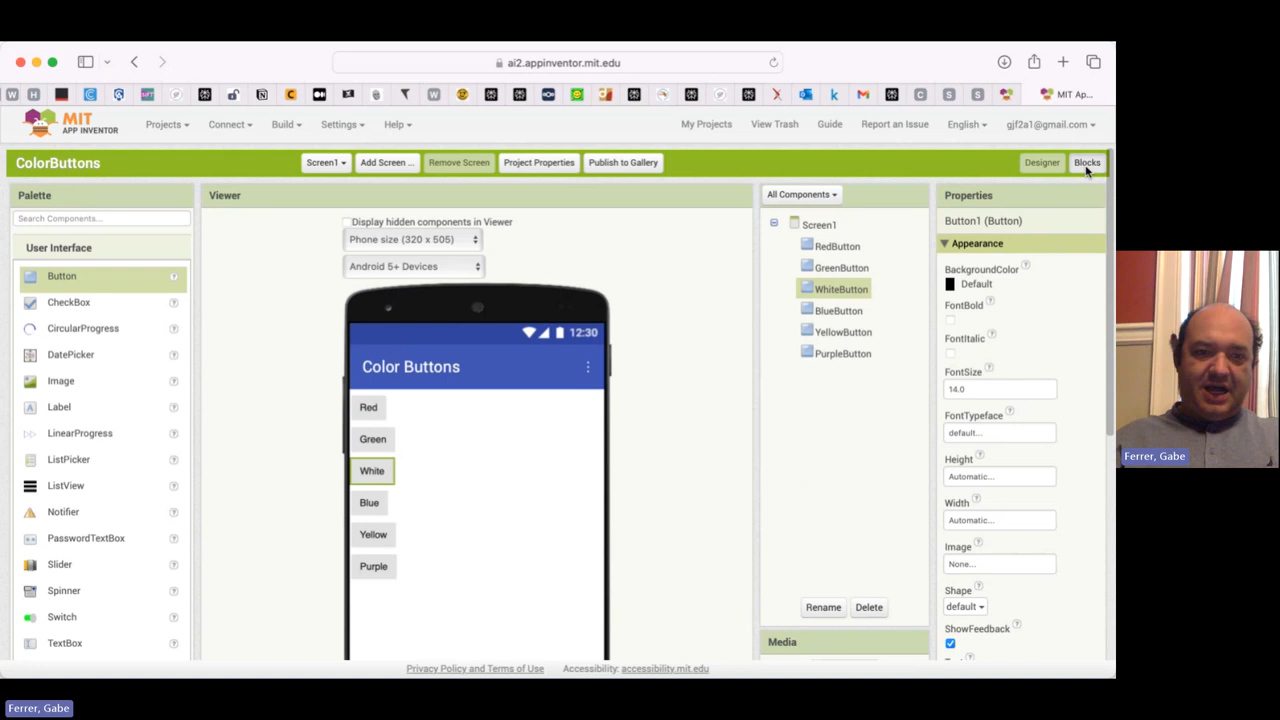 ai2.appinventor.mit.edu
MIT Ap...
MIT
APP INVENTOR
Projects
Connect
Build
Settings
Help
My Projects
View Trash
Guide
Report an Issue
English
gjf2a1@gmail.com
ColorButtons
Screen1
Add Screen ...
Remove Screen
Project Properties
Publish to Gallery
Designer
Blocks
Palette
Search Components...
User Interface
Button
CheckBox
CircularProgress
DatePicker
Image
Label
LinearProgress
ListPicker
ListView
Notifier
PasswordTextBox
Slider
Spinner
Switch
TextBox
Viewer
Display hidden components in Viewer
Phone size (320 x 505)
Android 5+ Devices
12:30
Color Buttons
Red
Green
White
Blue
Yellow
Purple
All Components
Screen1
RedButton
GreenButton
WhiteButton
BlueButton
YellowButton
PurpleButton
Rename
Delete
Media
Properties
Button1 (Button)
Appearance
BackgroundColor
Default
FontBold
FontItalic
FontSize
14.0
FontTypeface
default...
Height
Automatic...
Width
Automatic...
Image
None...
Shape
default
ShowFeedback
Privacy Policy and Terms of Use
Accessibility: accessibility.mit.edu
Ferrer, Gabe
Ferrer, Gabe